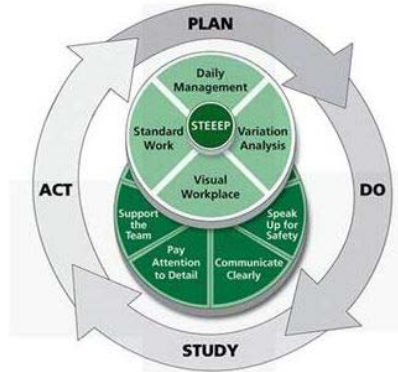 PLAN
Daily
Management
STEEEP
Standard
Work
Variation
Analysis
Visual
Workplace
ACT
DO
Support
the
Team
Speak
Up for
Safety
Pay
Attention
to Detail
Communicate
Clearly
STUDY